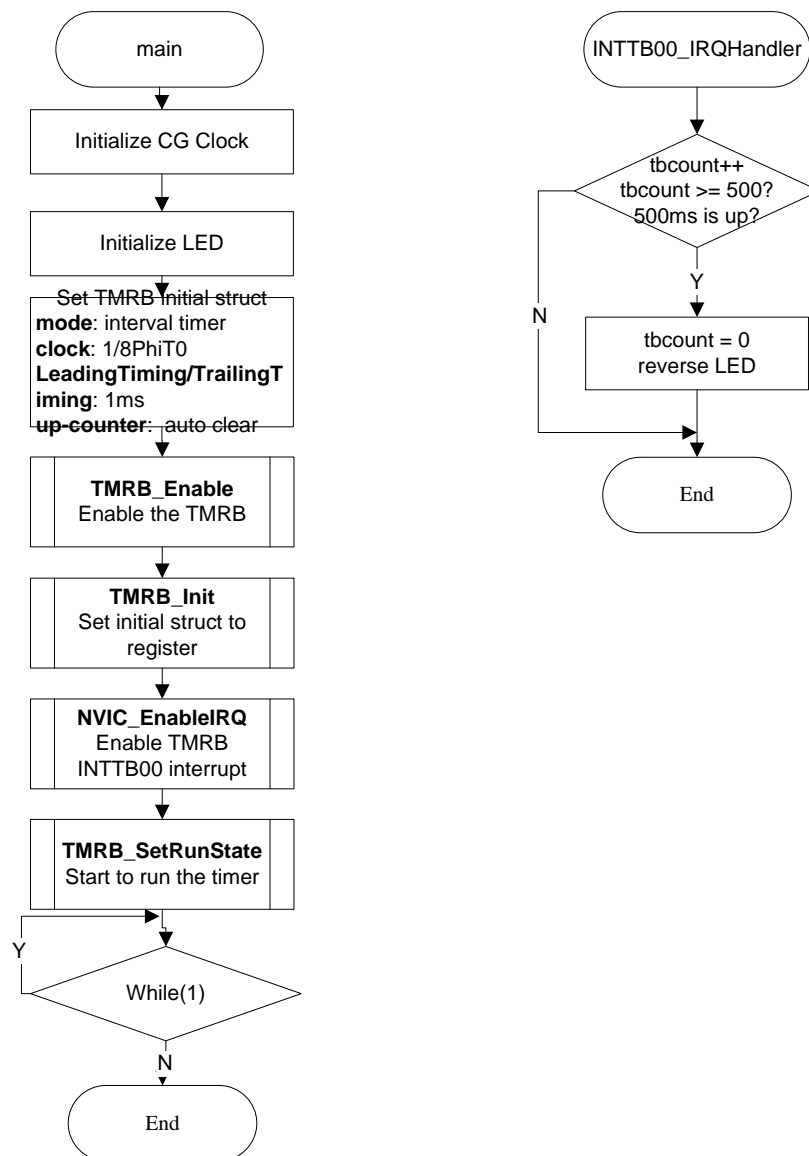 main
Initialize CG Clock
Initialize LED
Set TMRB initial struct
mode: interval timer
clock: 1/8PhiT0
LeadingTiming/TrailingT
iming: 1ms
up-counter: auto clear
TMRB_Enable
Enable the TMRB
TMRB_Init
Set initial struct to
register
NVIC_EnableIRQ
Enable TMRB
INTTB00 interrupt
TMRB_SetRunState
Start to run the timer
Y
While(1)
N
End
INTTB00_IRQHandler
tbcount++
tbcount >= 500?
500ms is up?
Y
N
tbcount = 0
reverse LED
End